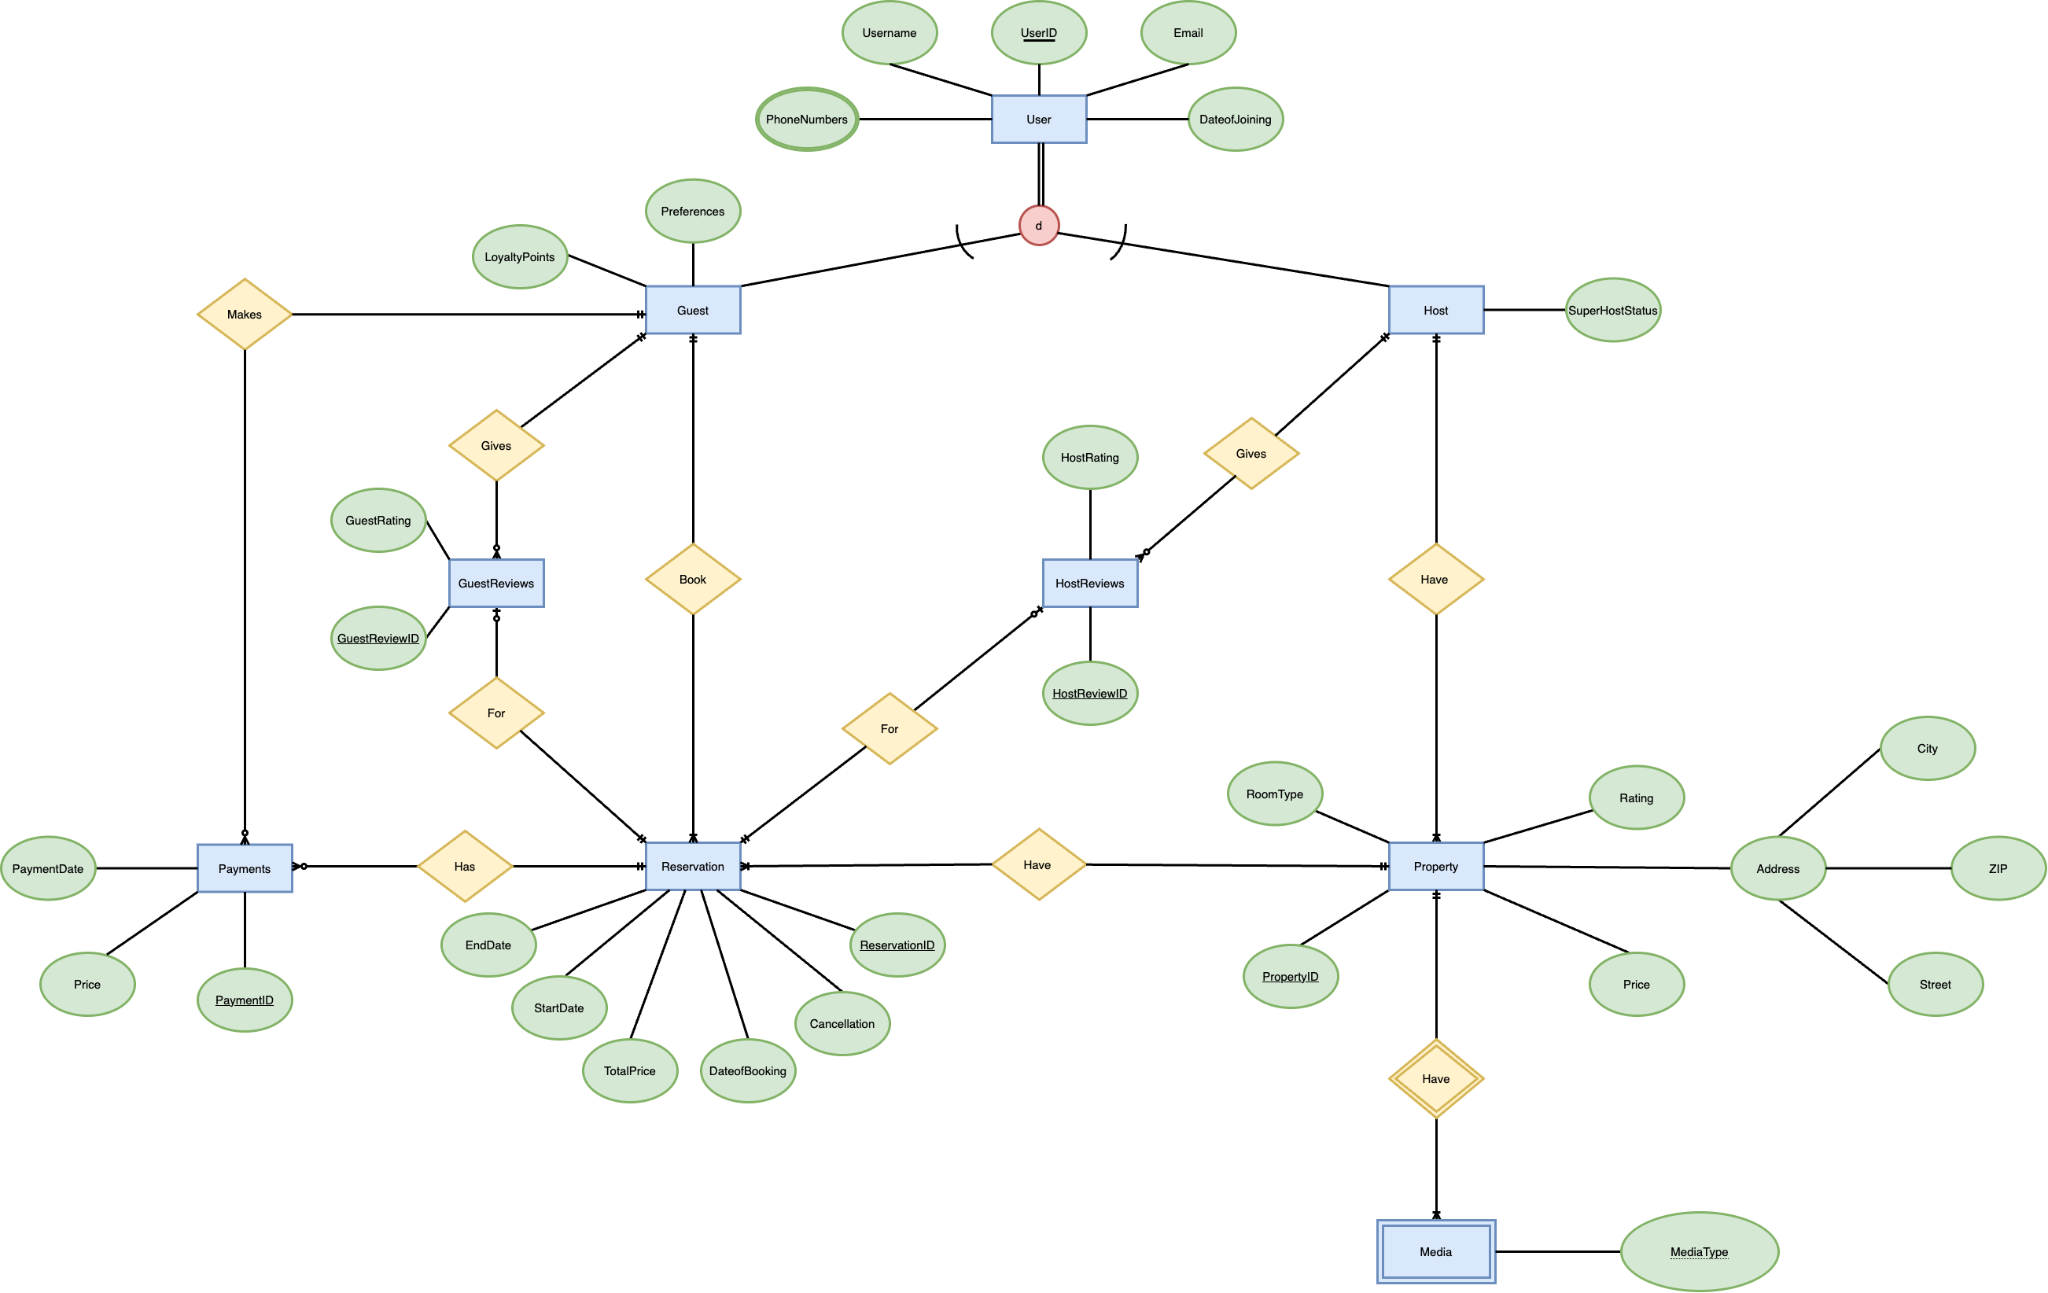 Username
UserID
Email
PhoneNumbers
User
DateofJoining
Preferences
d
LoyaltyPoints
Makes
Guest
Host
SuperHostStatus
Gives
Gives
HostRating
GuestRating
GuestReviews
Book
HostReviews
Have
GuestReviewID
HostReviewID
For
For
City
RoomType
Rating
PaymentDate
Payments
Has
Reservation
Have
Property
Address
ZIP
EndDate
ReservationID
PropertyID
Price
Street
Price
PaymentID
StartDate
Cancellation
TotalPrice
DateofBooking
Have
Media
MediaType